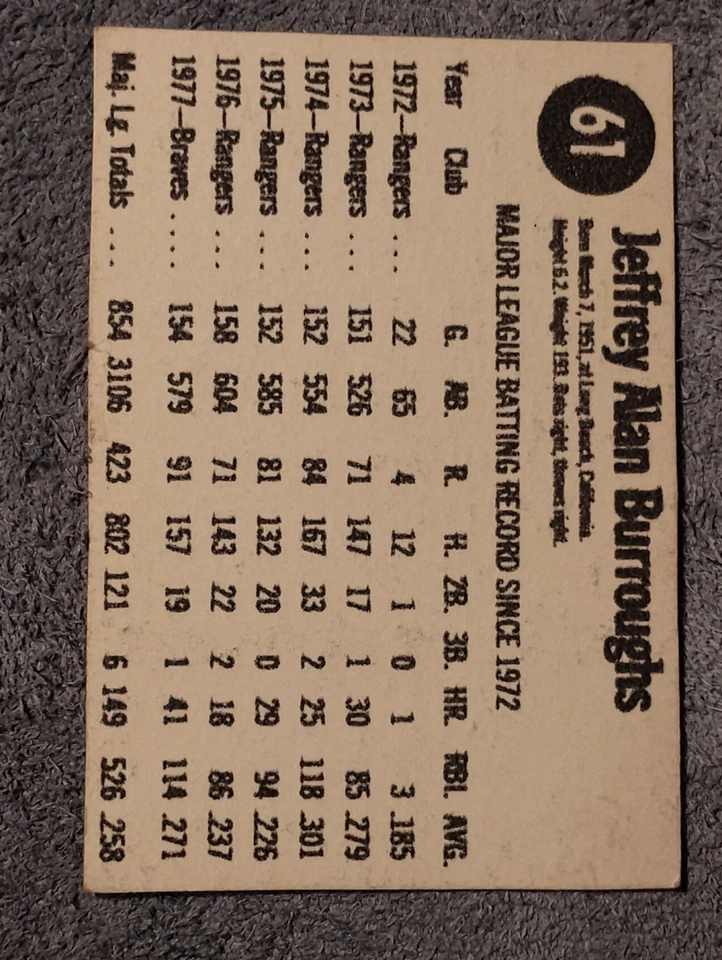 61
Jeffrey Alan Burroughs
Born March 7, 1951, at Long Beach, California.
Height 6.2. Weight 193. Bats right, throws right.
MAJOR LEAGUE BATTING RECORD SINCE 1972
Year Club G. AB. R. H. 2B. 3B. HR. RBI. AVG.
1972—Rangers ... 22 65 4 12 1 0 1 3 .185
1973—Rangers ... 151 526 71 147 17 1 30 85 .279
1974—Rangers ... 152 554 84 167 33 2 25 118 .301
1975—Rangers ... 152 585 81 132 20 0 29 94 .226
1976—Rangers ... 158 604 71 143 22 2 18 86 .237
1977—Braves .... 154 579 91 157 19 1 41 114 .271
Maj. Lg. Totals ... 854 3106 423 802 121 6 149 526 .258